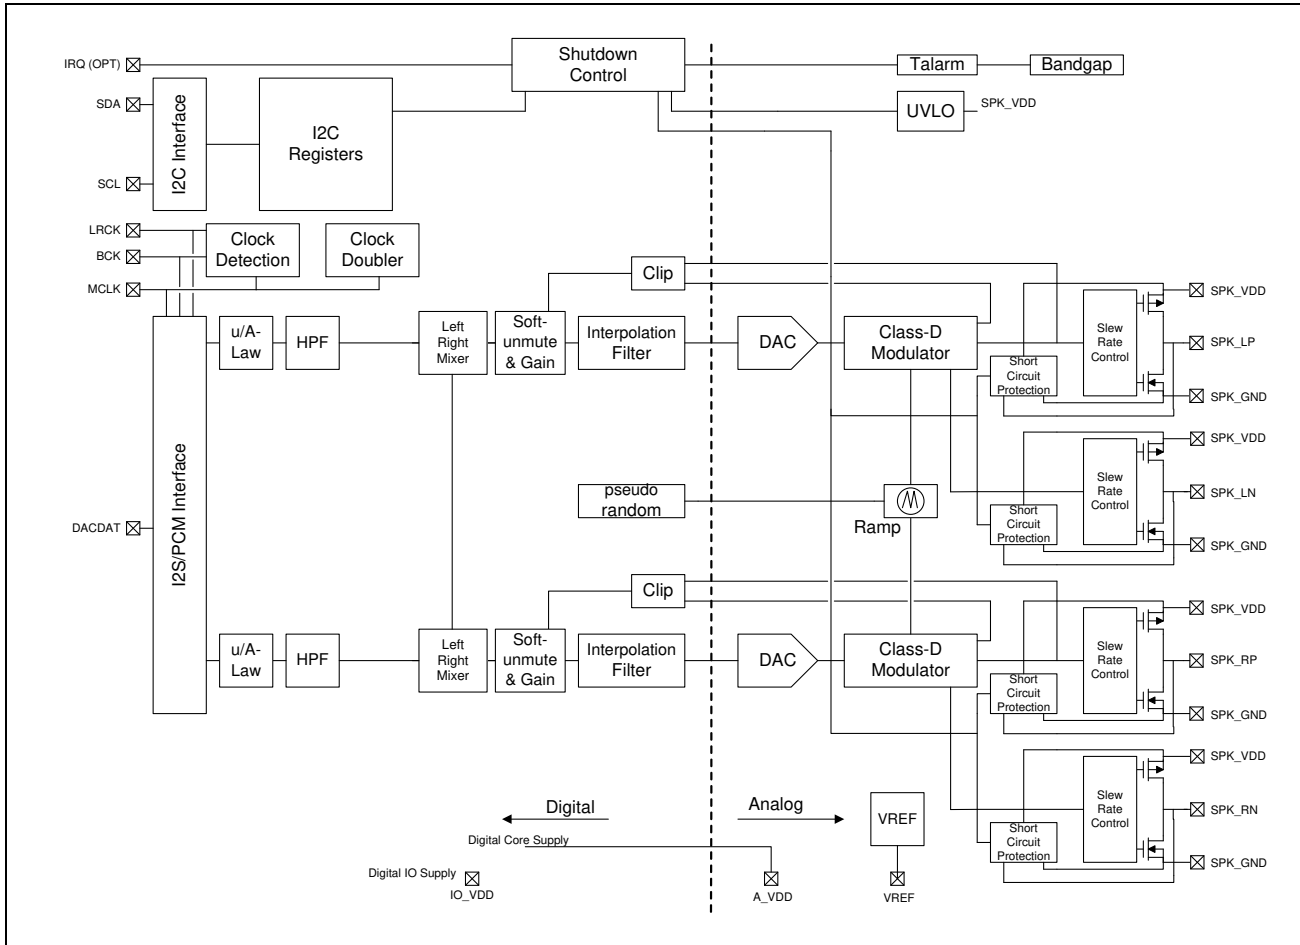 Shutdown
Control
IRQ (OPT)
Talarm
Bandgap
SDA
I2C Interface
I2C
Registers
UVLO
SPK_VDD
SCL
LRCK
Clock
Detection
Clock
Doubler
BCK
MCLK
Clip
SPK_VDD
u/A-
Law
HPF
Left
Right
Mixer
Soft-
unmute
& Gain
Interpolation
Filter
DAC
Class-D
Modulator
Slew
Rate
Control
Short
Circuit
Protection
SPK_LP
SPK_GND
SPK_VDD
Slew
Rate
Control
SPK_LN
pseudo
random
Ramp
Short
Circuit
Protection
DACDAT
I2S/PCM Interface
SPK_GND
Clip
SPK_VDD
u/A-
Law
HPF
Left
Right
Mixer
Soft-
unmute
& Gain
Interpolation
Filter
DAC
Class-D
Modulator
Slew
Rate
Control
Short
Circuit
Protection
SPK_RP
SPK_GND
SPK_VDD
Slew
Rate
Control
SPK_RN
Short
Circuit
Protection
SPK_GND
Digital
Analog
VREF
Digital Core Supply
Digital IO Supply
IO_VDD
A_VDD
VREF